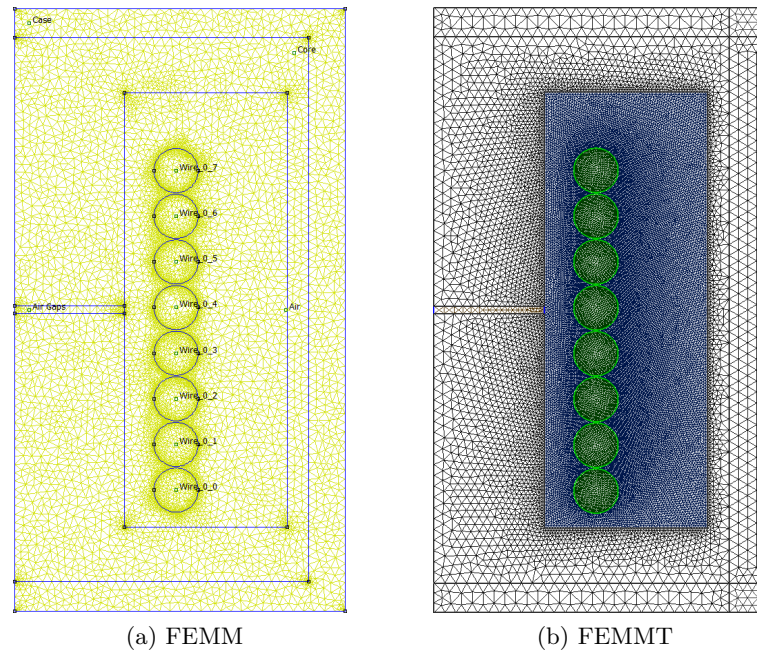 Case
Core
Wire_0_7
Wire_0_6
Wire_0_5
Air Gaps
Wire_0_4
Air
Wire_0_3
Wire_0_2
Wire_0_1
Wire_0_0
(a) FEMM
(b) FEMMT